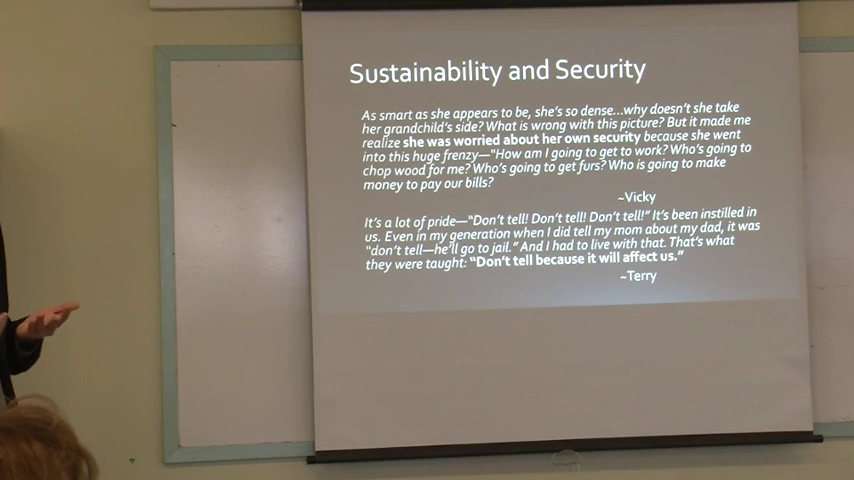 Sustainability and Security
As smart as she appears to be, she's so dense...why doesn't she take
her grandchild's side? What is wrong with this picture? But it made me
realize she was worried about her own security because she went
into this huge frenzy—"How am I going to get to work? Who's going to
chop wood for me? Who's going to get furs? Who is going to make
money to pay our bills?
~Vicky
It's a lot of pride—"Don't tell! Don't tell! Don't tell!" It's been instilled in
us. Even in my generation when I did tell my mom about my dad, it was
"don't tell—he'll go to jail." And I had to live with that. That's what
they were taught: "Don't tell because it will affect us."
~Terry